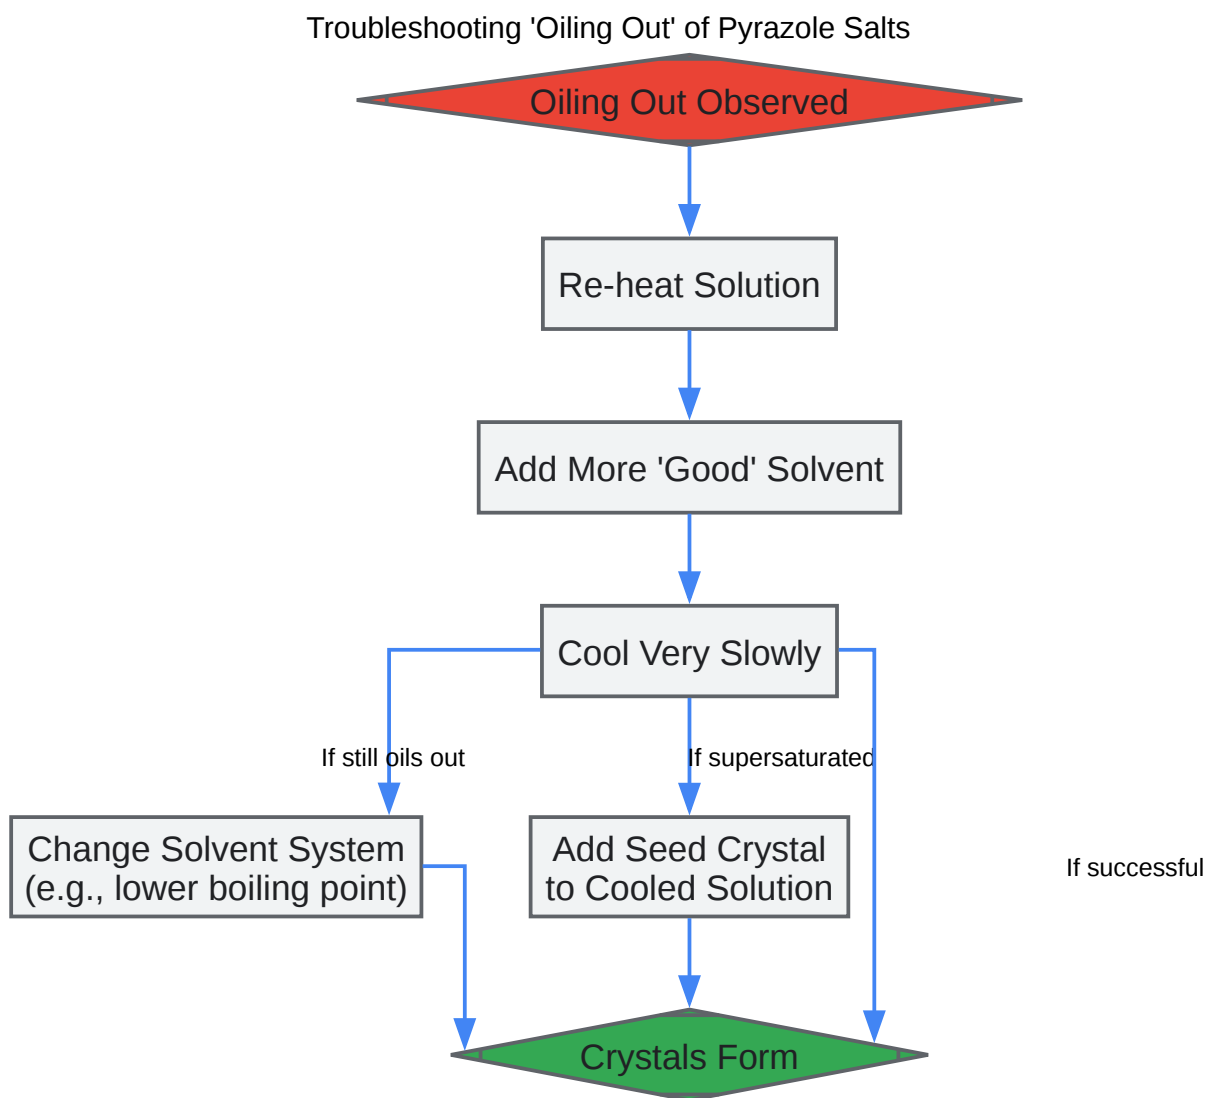 Troubleshooting 'Oiling Out' of Pyrazole Salts
Oiling Out Observed
Re-heat Solution
Add More 'Good' Solvent
Cool Very Slowly
If still oils out
If supersaturated
Change Solvent System
(e.g., lower boiling point)
Add Seed Crystal
to Cooled Solution
If successful
Crystals Form